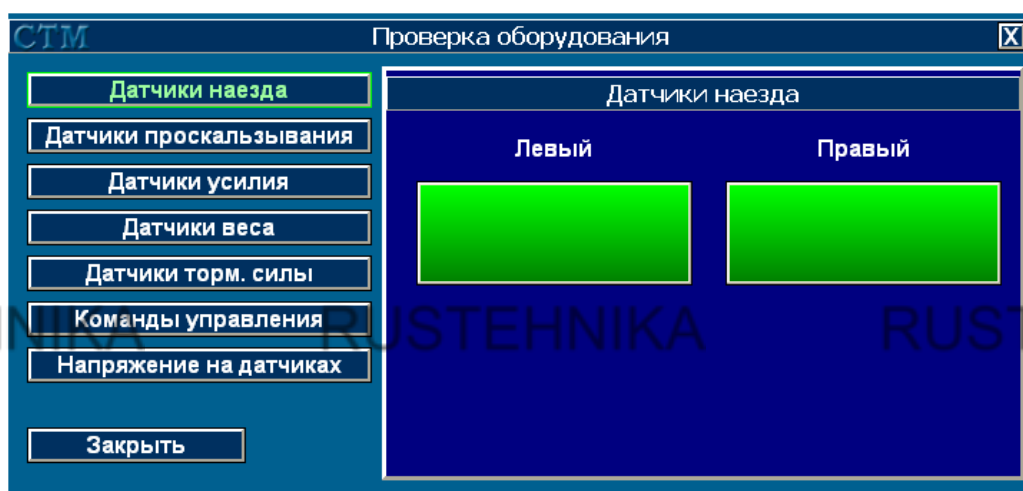 СТМ Проверка оборудования X
Датчики наезда
Датчики проскальзывания
Датчики усилия
Датчики веса
Датчики торм. силы
Команды управления
Напряжение на датчиках
Закрыть
Датчики наезда
Левый Правый
HNIKA RUSTEHNIKA RUST